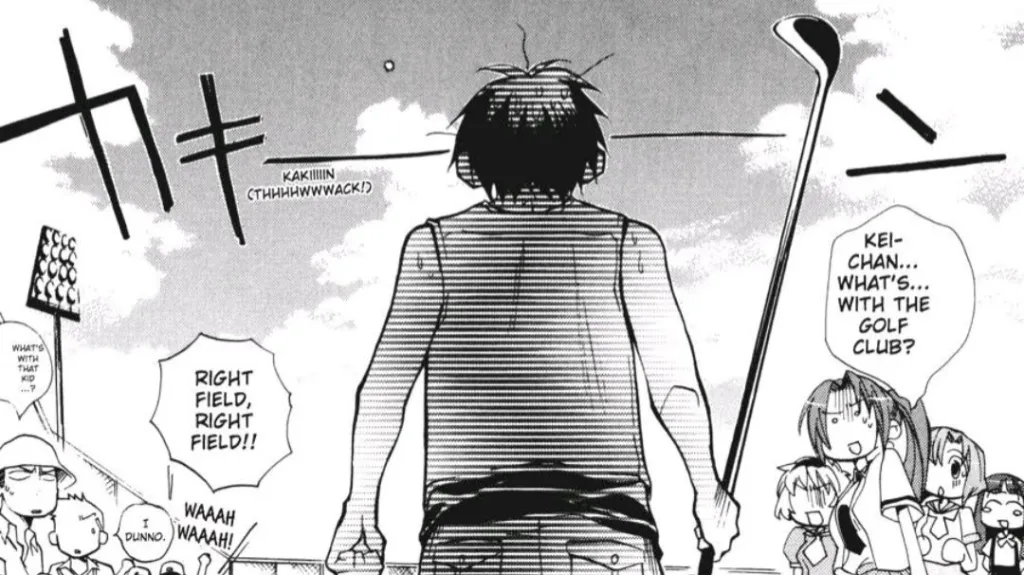 カキ
ン
KAKIIIIIN
(THHHHWWWACK!)
KEI-
CHAN...
WHAT'S...
WITH THE
GOLF
CLUB?
WHAT'S
WITH
THAT
KID
...?
RIGHT
FIELD,
RIGHT
FIELD!!
WAAAH
WAAAH!
I
DUNNO.